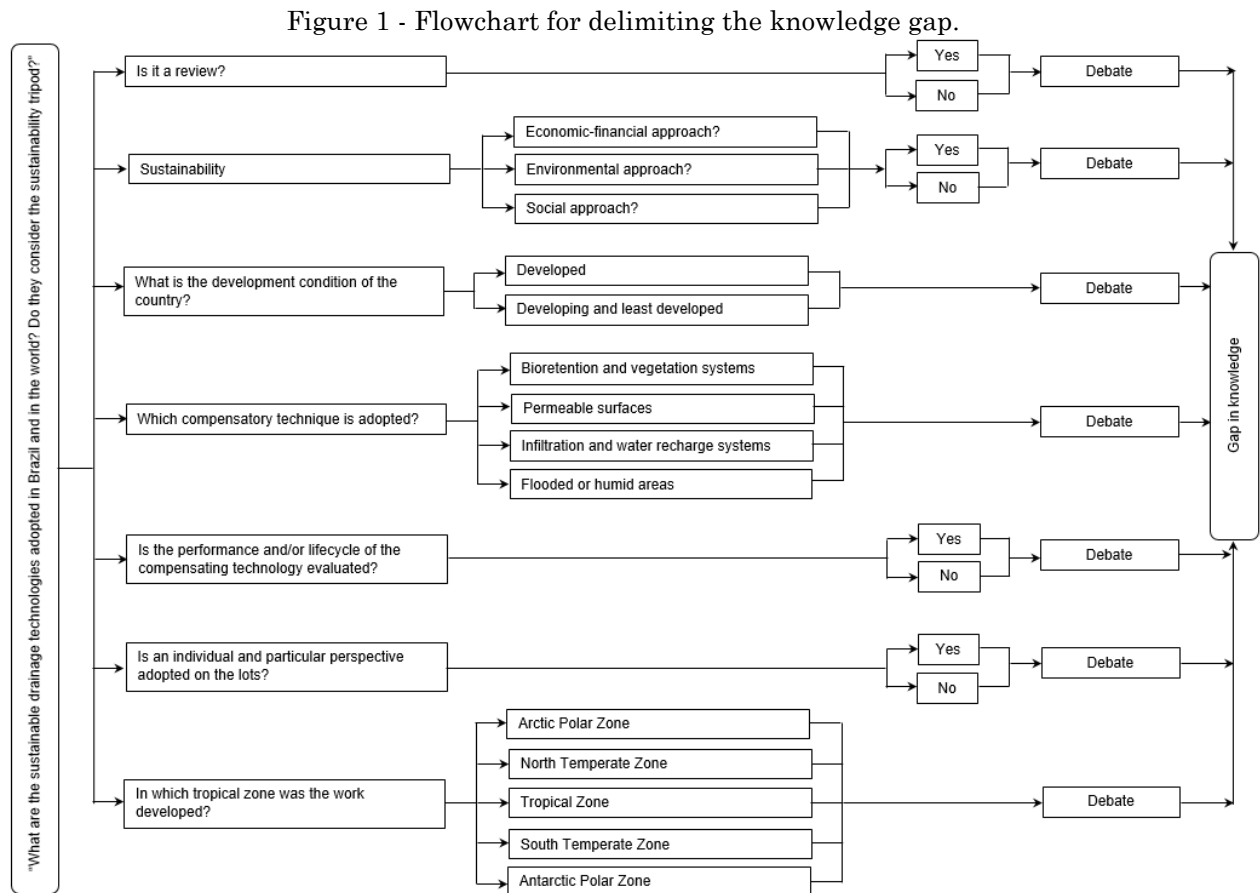 Figure 1 - Flowchart for delimiting the knowledge gap.
"What are the sustainable drainage technologies adopted in Brazil and in the world? Do they consider the sustainability tripod?"
Is it a review?
Yes
No
Debate
Sustainability
Economic-financial approach?
Environmental approach?
Social approach?
Yes
No
Debate
What is the development condition of the
country?
Developed
Developing and least developed
Debate
Which compensatory technique is adopted?
Bioretention and vegetation systems
Permeable surfaces
Infiltration and water recharge systems
Flooded or humid areas
Debate
Is the performance and/or lifecycle of the
compensating technology evaluated?
Yes
No
Debate
Is an individual and particular perspective
adopted on the lots?
Yes
No
Debate
In which tropical zone was the work
developed?
Arctic Polar Zone
North Temperate Zone
Tropical Zone
South Temperate Zone
Antarctic Polar Zone
Debate
Gap in knowledge